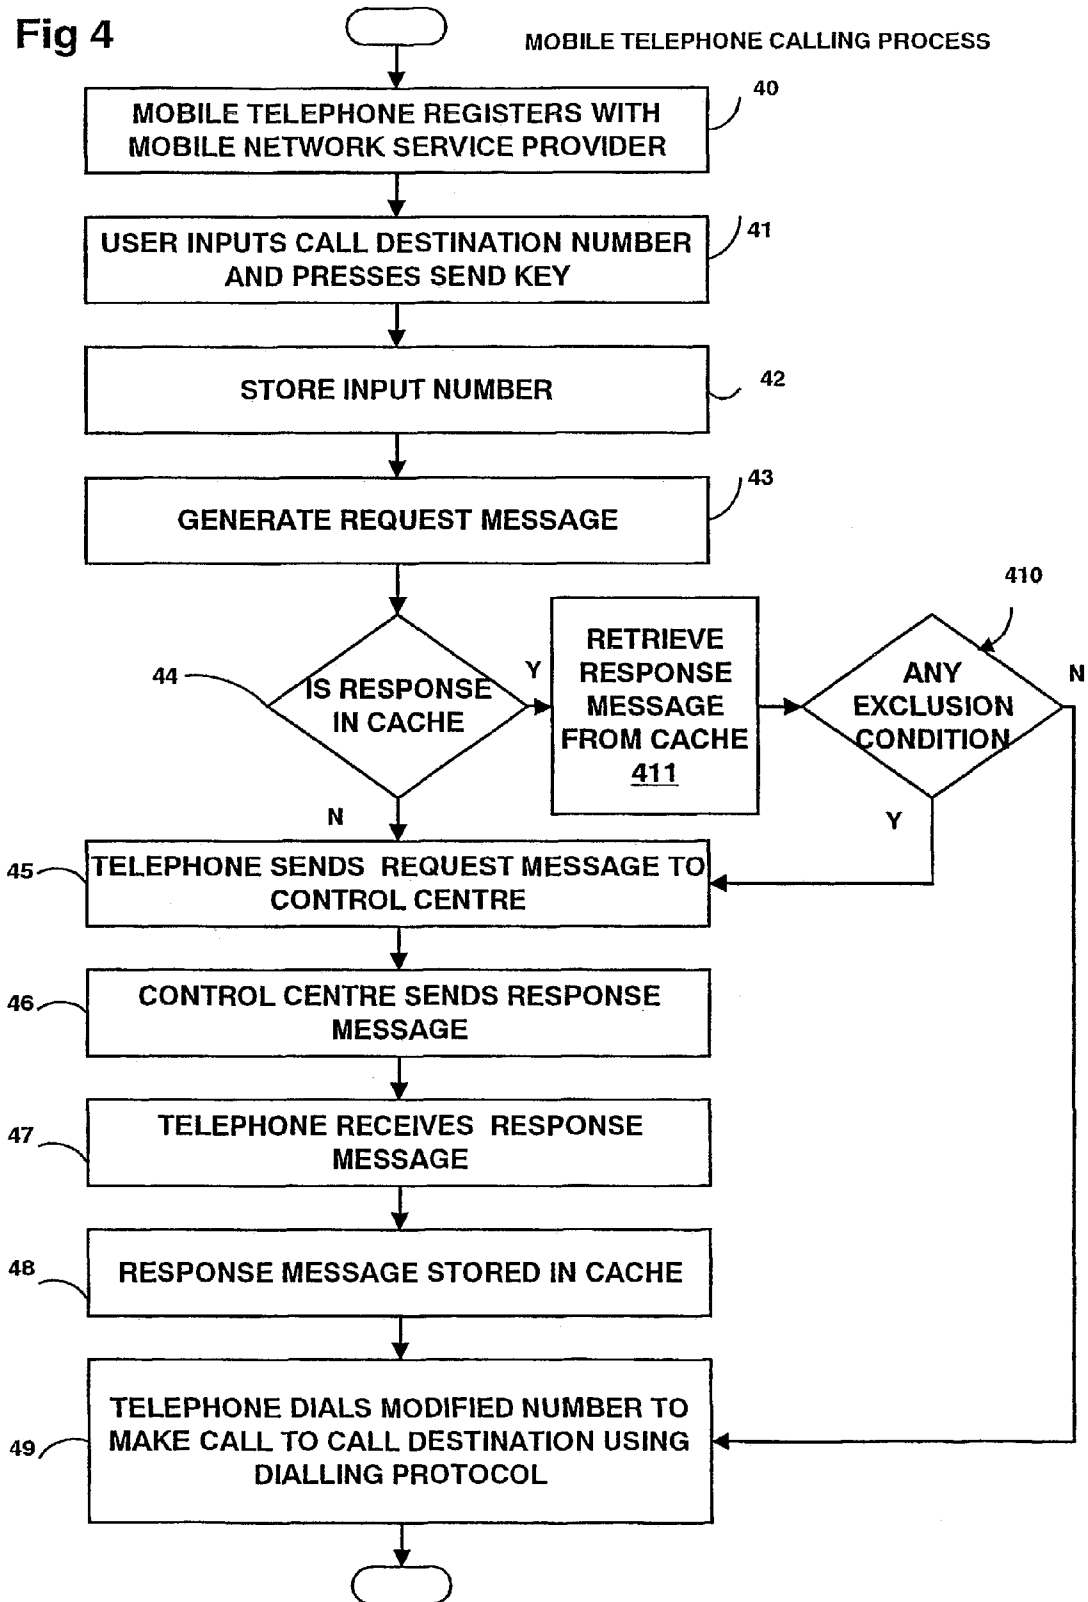 Fig 4
MOBILE TELEPHONE CALLING PROCESS
40
MOBILE TELEPHONE REGISTERS WITH
MOBILE NETWORK SERVICE PROVIDER
41
USER INPUTS CALL DESTINATION NUMBER
AND PRESSES SEND KEY
42
STORE INPUT NUMBER
43
GENERATE REQUEST MESSAGE
44
IS RESPONSE
IN CACHE
Y
N
RETRIEVE
RESPONSE
MESSAGE
FROM CACHE
411
410
ANY
EXCLUSION
CONDITION
N
Y
45
TELEPHONE SENDS REQUEST MESSAGE TO
CONTROL CENTRE
46
CONTROL CENTRE SENDS RESPONSE
MESSAGE
47
TELEPHONE RECEIVES RESPONSE
MESSAGE
48
RESPONSE MESSAGE STORED IN CACHE
49
TELEPHONE DIALS MODIFIED NUMBER TO
MAKE CALL TO CALL DESTINATION USING
DIALLING PROTOCOL